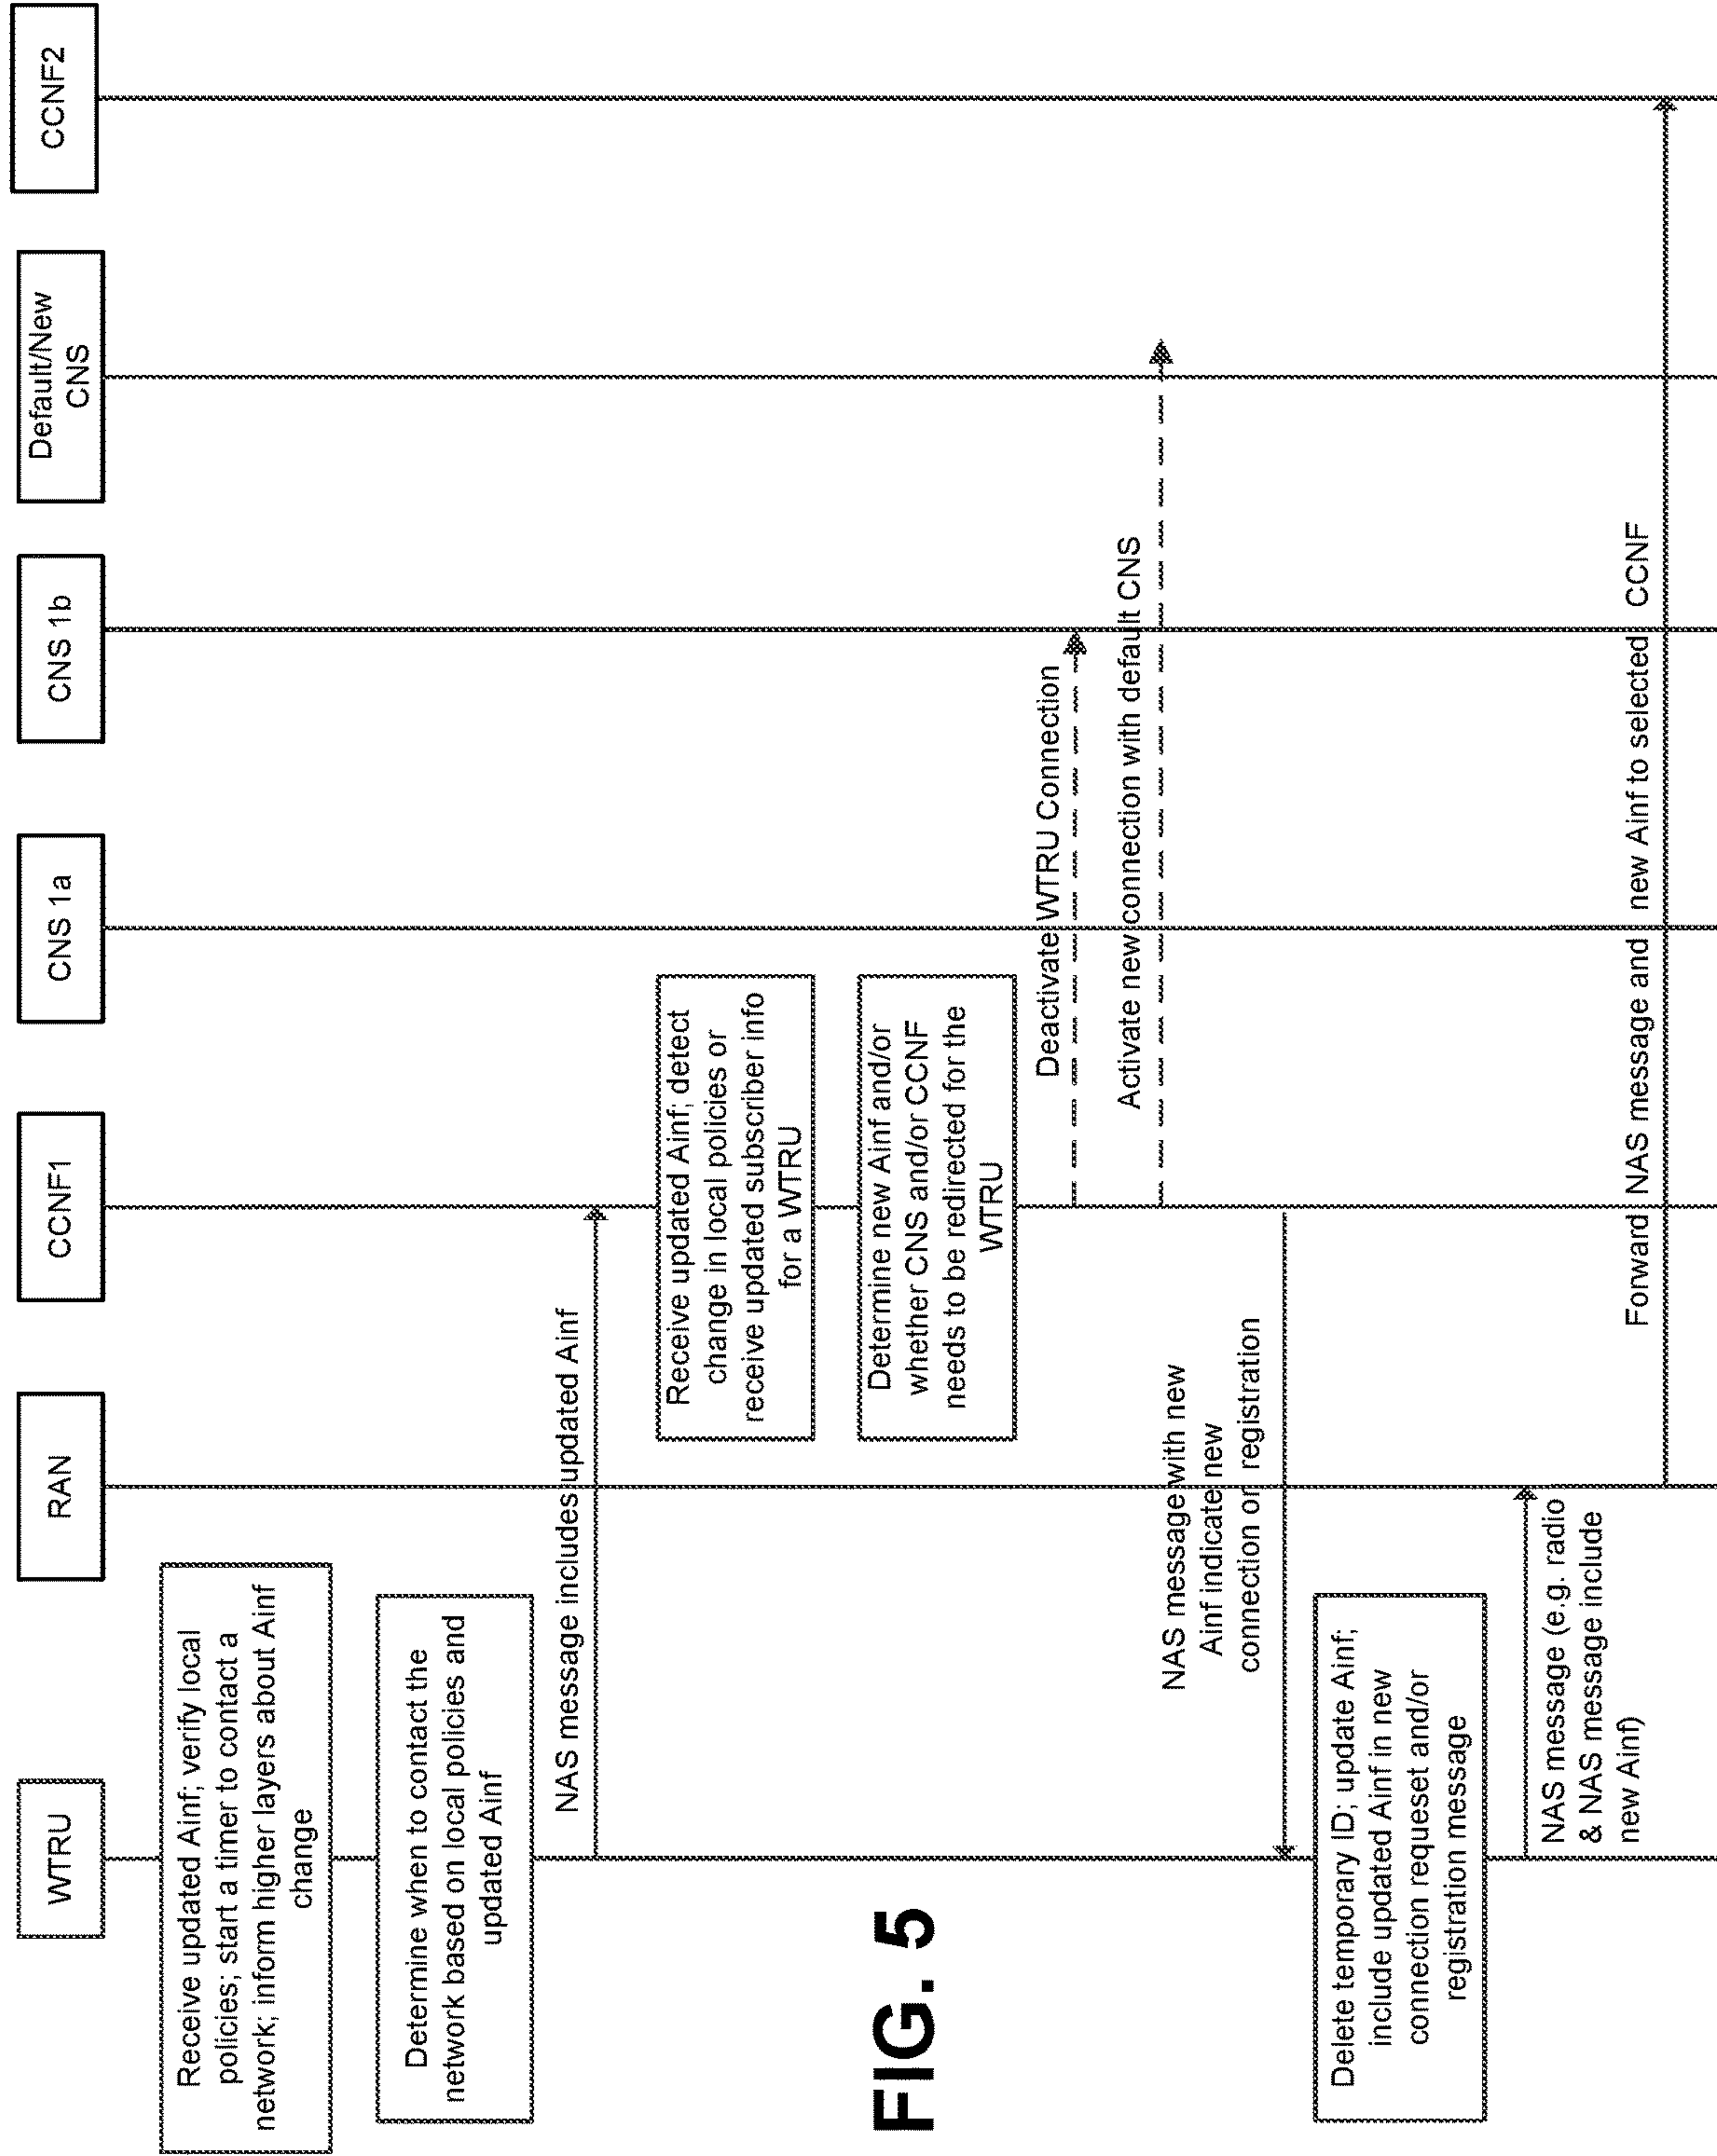 WTRU
RAN
CCNF1
CNS 1a
CNS 1b
Default/New
CNS
CCNF2
Receive updated Ainf; verify local
policies; start a timer to contact a
network; inform higher layers about Ainf
change
Determine when to contact the
network based on local policies and
updated Ainf
NAS message includes updated Ainf
Receive updated Ainf; detect
change in local policies or
receive updated subscriber info
for a WTRU
Determine new Ainf and/or
whether CNS and/or CCNF
needs to be redirected for the
WTRU
Deactivate WTRU Connection
Activate new connection with default CNS
NAS message with new
Ainf indicate new
connection or registration
Delete temporary ID; update Ainf;
include updated Ainf in new
connection requeset and/or
registration message
NAS message (e.g. radio
& NAS message include
new Ainf)
Forward NAS message and new Ainf to selected CCNF
FIG. 5